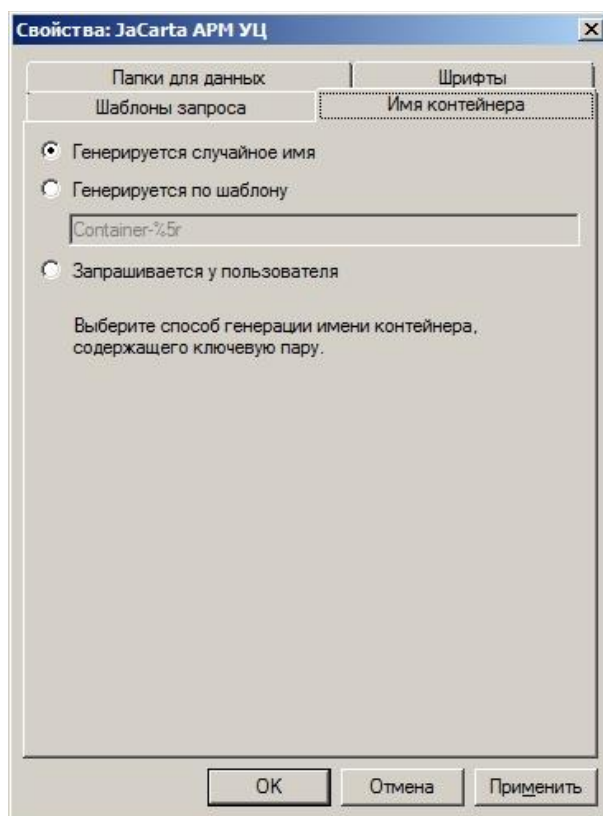 Свойства: JaCarta АРМ УЦ
Папки для данных
Шрифты
Шаблоны запроса
Имя контейнера
Генерируется случайное имя
Генерируется по шаблону
Container-%5r
Запрашивается у пользователя
Выберите способ генерации имени контейнера,
содержащего ключевую пару.
OK
Отмена
Применить